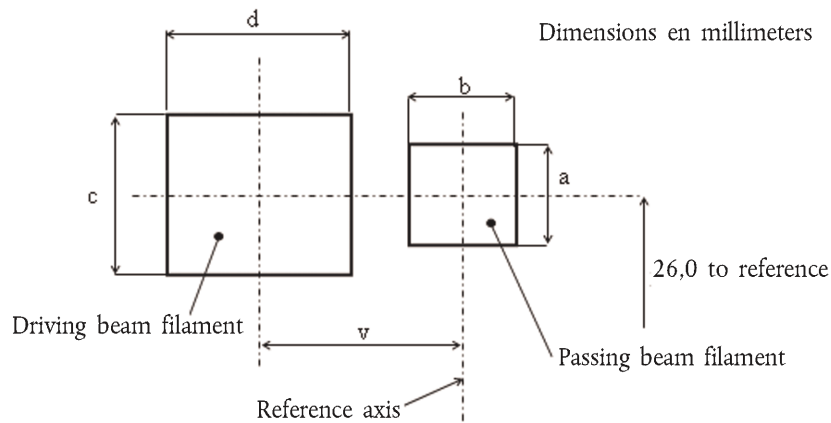 d
Dimensions en millimeters
b
c
a
26,0 to reference
Driving beam filament
v
Passing beam filament
Reference axis